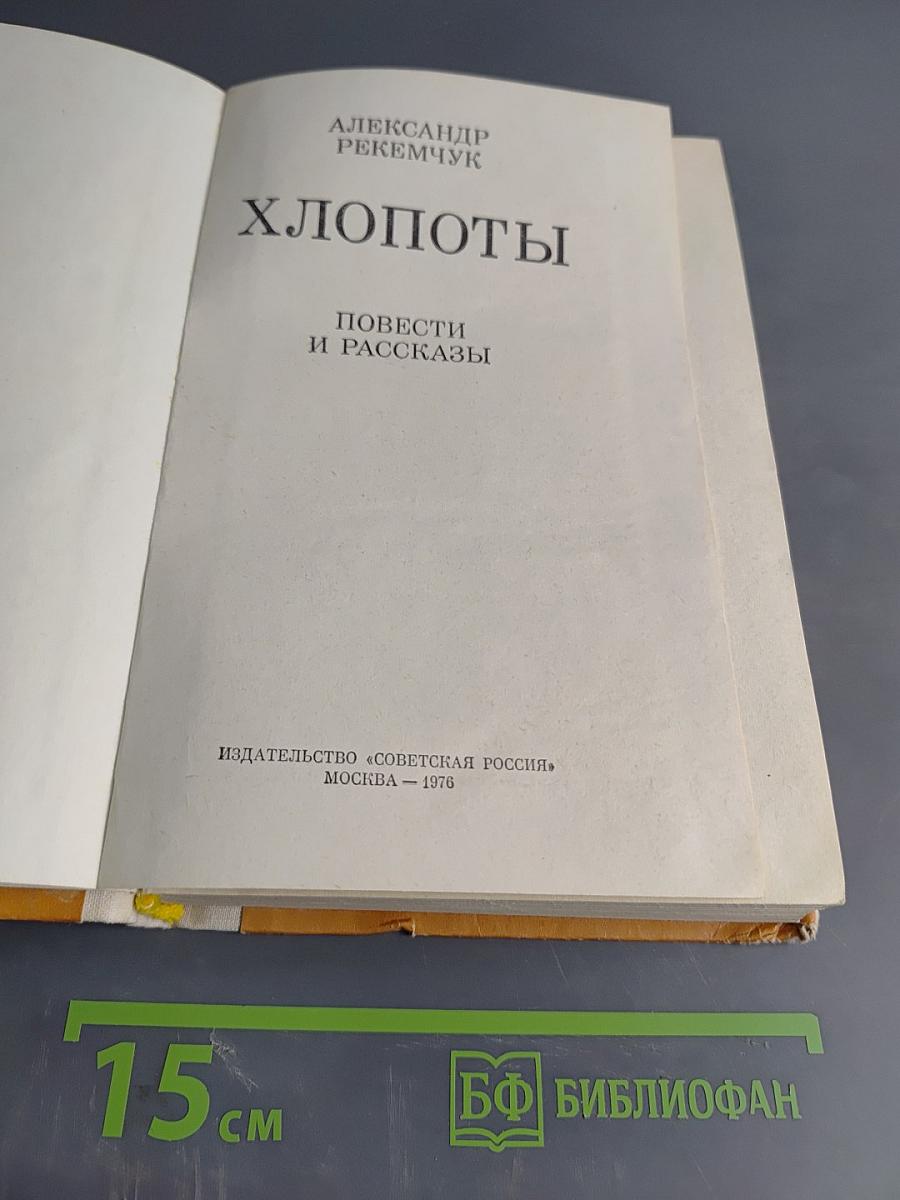 АЛЕКСАНДР
РЕКЕМЧУК
ХЛОПОТЫ
ПОВЕСТИ
И РАССКАЗЫ
ИЗДАТЕЛЬСТВО «СОВЕТСКАЯ РОССИЯ»
МОСКВА — 1976
15 см
БФ БИБЛИОФАН